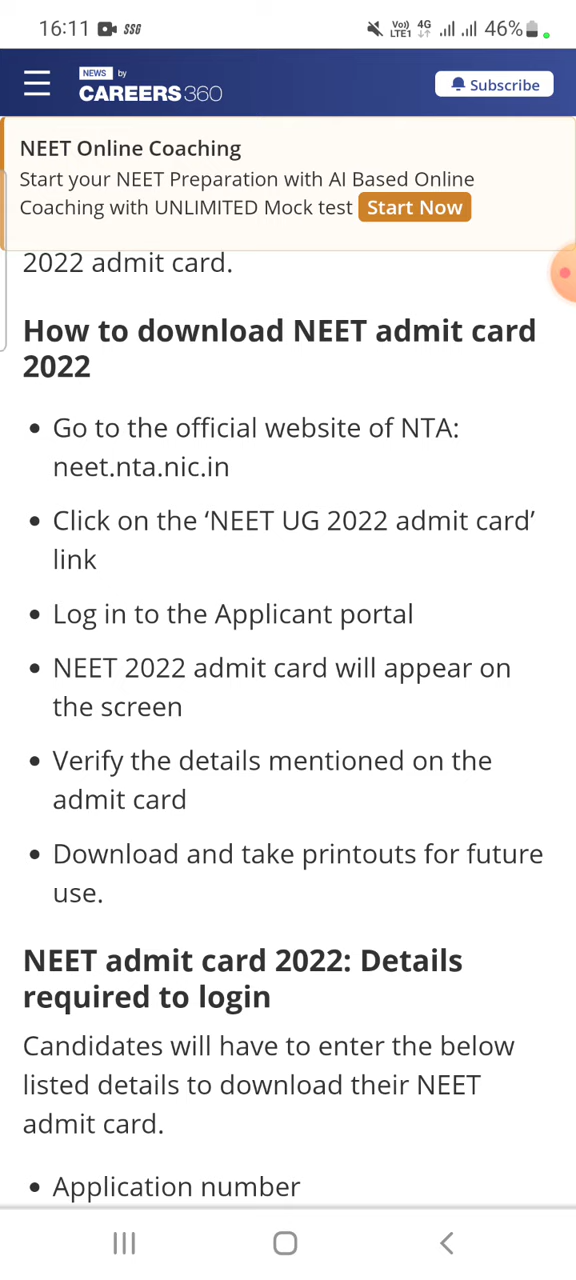 16:11 SSG Vo)) LTE1 4G 46%
NEWS by
CAREERS360
Subscribe
NEET Online Coaching
Start your NEET Preparation with AI Based Online
Coaching with UNLIMITED Mock test Start Now
2022 admit card.
How to download NEET admit card
2022
• Go to the official website of NTA:
neet.nta.nic.in
• Click on the ‘NEET UG 2022 admit card’
link
• Log in to the Applicant portal
• NEET 2022 admit card will appear on
the screen
• Verify the details mentioned on the
admit card
• Download and take printouts for future
use.
NEET admit card 2022: Details
required to login
Candidates will have to enter the below
listed details to download their NEET
admit card.
• Application number